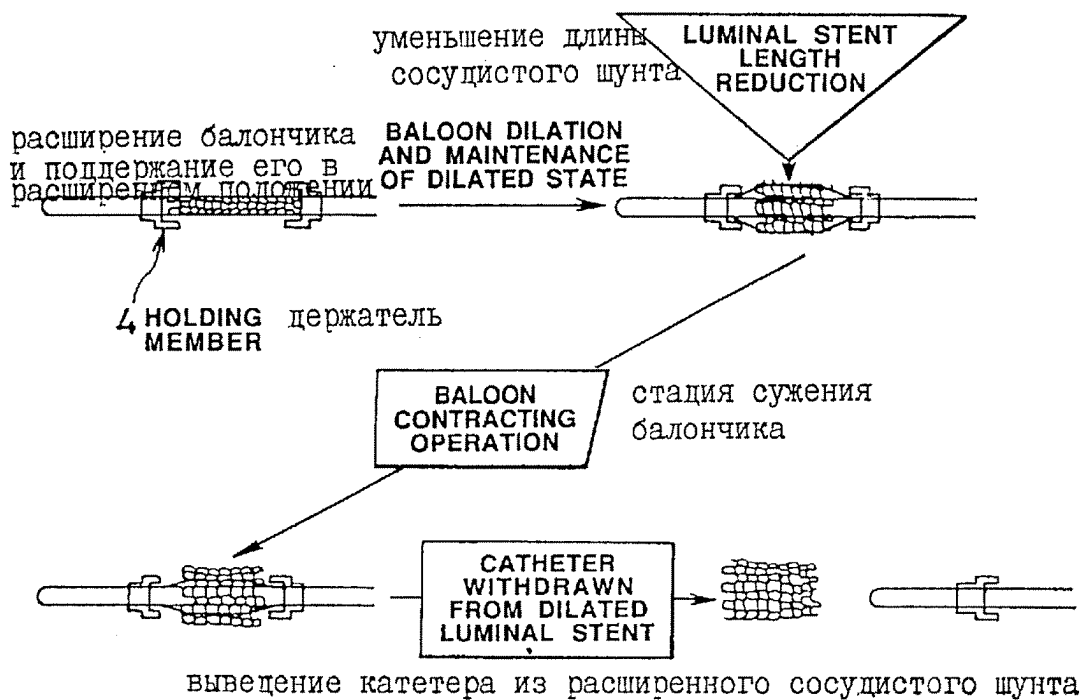 уменьшение длины
сосудистого шунта
LUMINAL STENT
LENGTH
REDUCTION
расширение балончика
и поддержание его в
расширеннем положении
BALOON DILATION
AND MAINTENANCE
OF DILATED STATE
4 HOLDING
MEMBER
держатель
BALOON
CONTRACTING
OPERATION
стадия сужения
балончика
CATHETER
WITHDRAWN
FROM DILATED
LUMINAL STENT
выведение катетера из расширенного сосудистого шунта